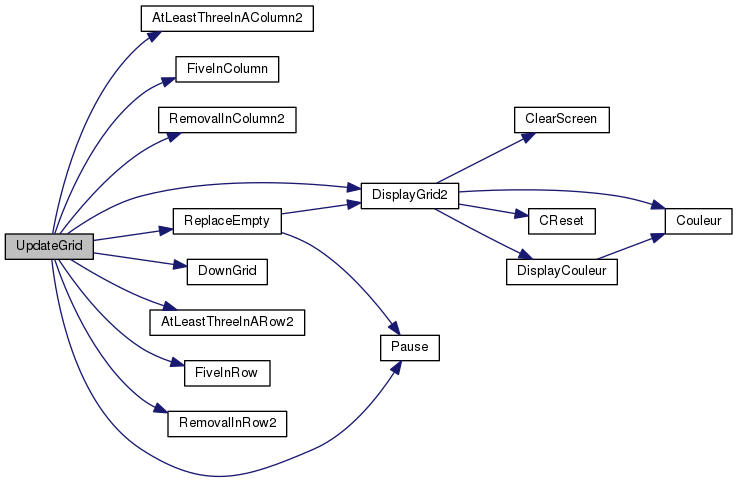 AtLeastThreeInAColumn2
FiveInColumn
RemovalInColumn2
ClearScreen
DisplayGrid2
ReplaceEmpty
CReset
Couleur
UpdateGrid
DownGrid
DisplayCouleur
AtLeastThreeInARow2
Pause
FiveInRow
RemovalInRow2